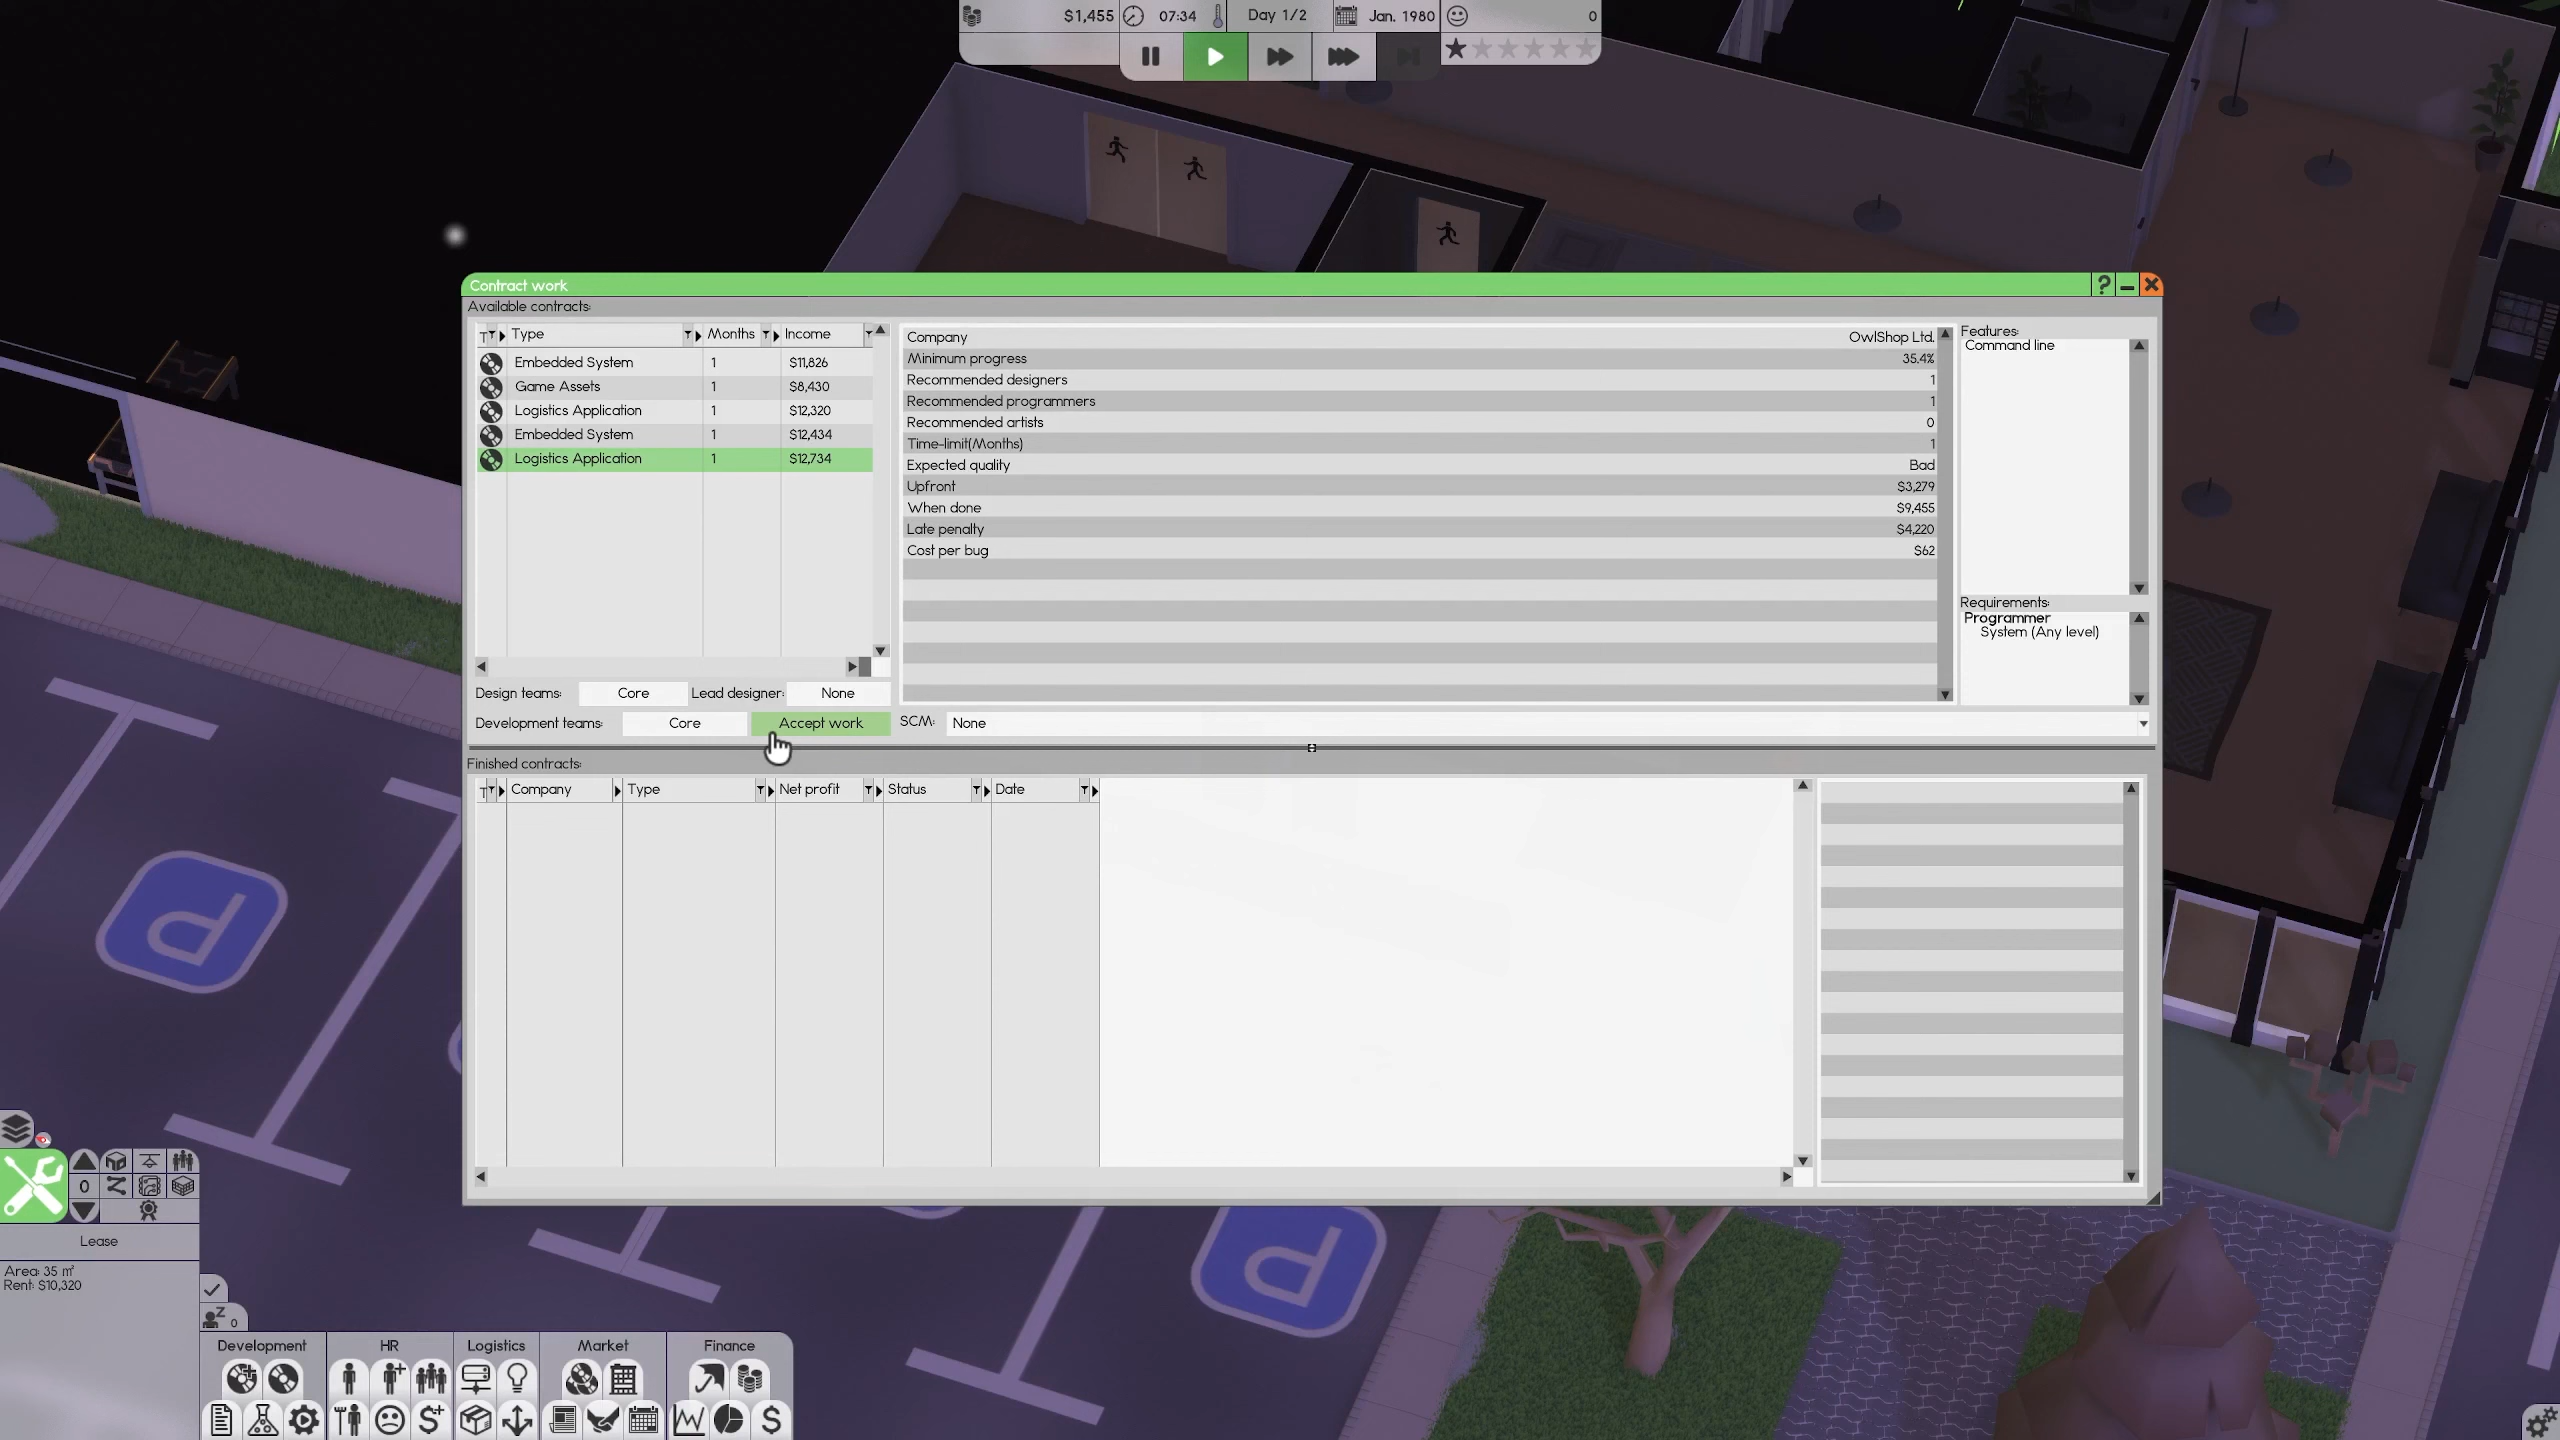 $1,455
07:34
Day 1/2
Jan. 1980
0
Contract work
?
Available contracts:
T Type Months Income
Embedded System 1 $11,826
Game Assets 1 $8,430
Logistics Application 1 $12,320
Embedded System 1 $12,434
Logistics Application 1 $12,734
Company OwlShop Ltd.
Minimum progress 35.4%
Recommended designers 1
Recommended programmers 1
Recommended artists 0
Time-limit(Months) 1
Expected quality Bad
Upfront $3,279
When done $9,455
Late penalty $4,220
Cost per bug $62
Features:
Command line
Requirements:
Programmer
System (Any level)
Design teams: Core Lead designer: None
Development teams: Core Accept work SCM: None
Finished contracts:
T Company Type Net profit Status Date
P
P
0
Lease
Area: 35 m²
Rent: $10,320
Z 0
Development HR Logistics Market Finance